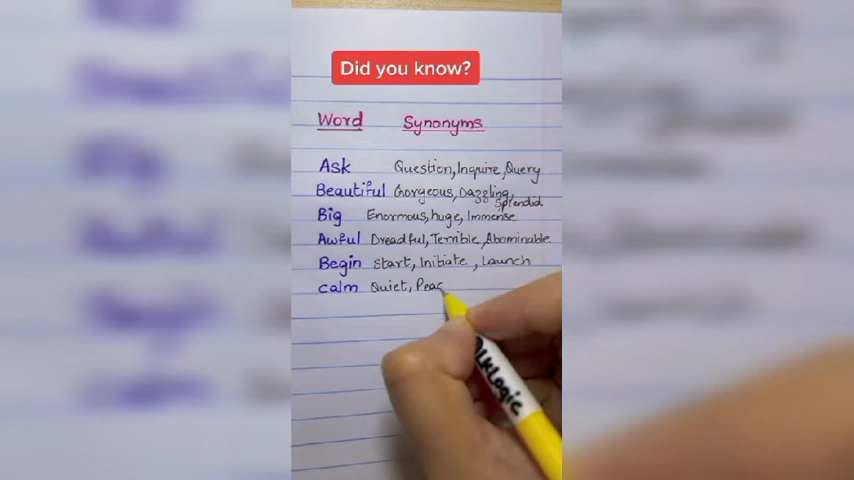 Did you know?
Word Synonyms
Ask Question, Inquire, Query
Beautiful Gorgeous, Dazzling,
Splendid
Big Enormous, huge, Immense
Awful Dreadful, Terrible, Abominable
Begin Start, Initiate, Launch
calm Quiet, Peac